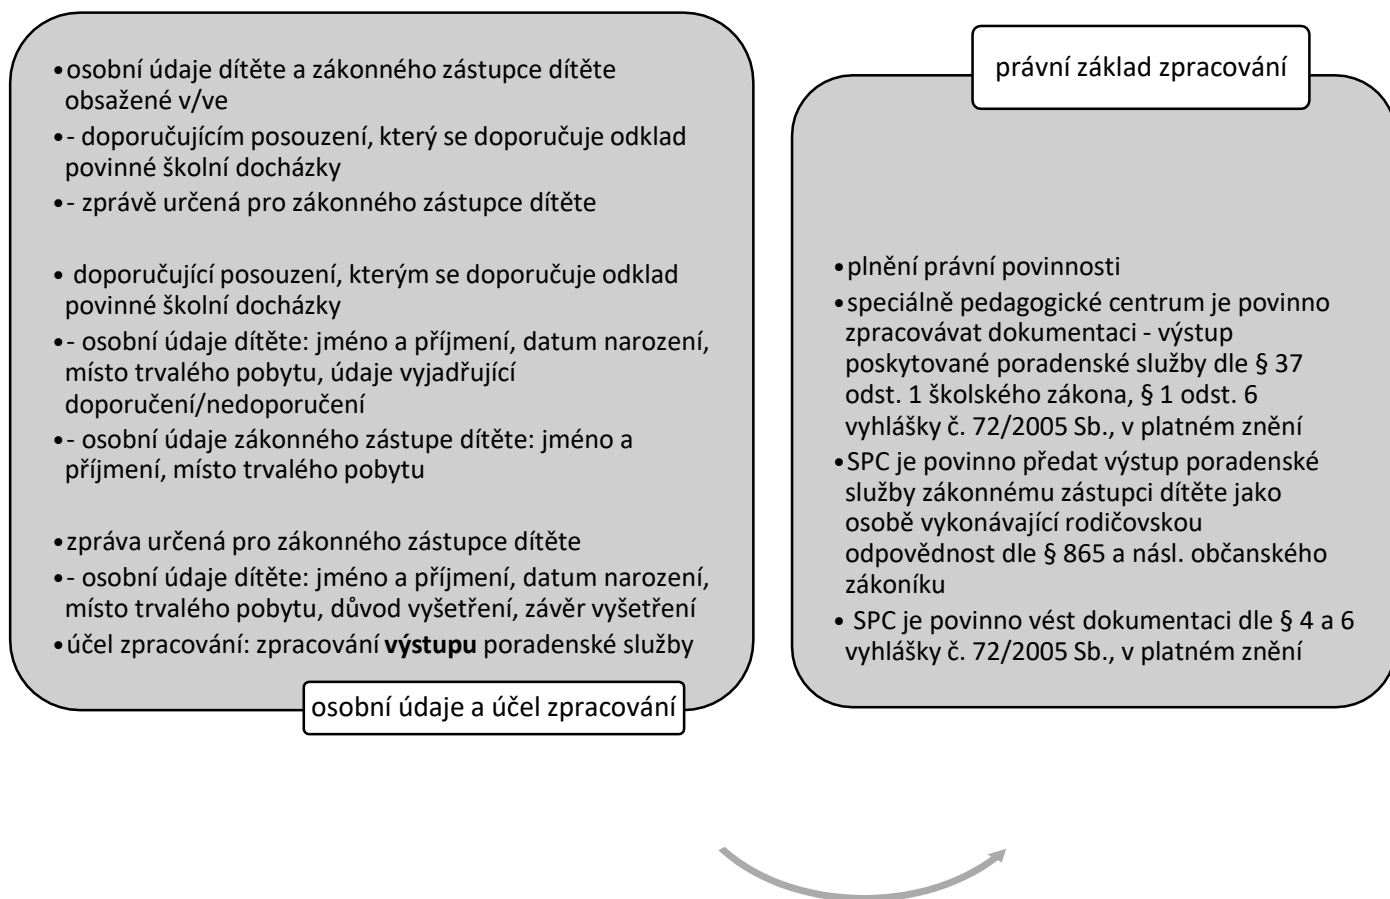 •osobní údaje dítěte a zákonného zástupce dítěte
obsažené v/ve
•- doporučujícím posouzení, který se doporučuje odklad
povinné školní docházky
•- zprávě určená pro zákonného zástupce dítěte
• doporučující posouzení, kterým se doporučuje odklad
povinné školní docházky
•- osobní údaje dítěte: jméno a příjmení, datum narození,
místo trvalého pobytu, údaje vyjadřující
doporučení/nedoporučení
•- osobní údaje zákonného zástupe dítěte: jméno a
příjmení, místo trvalého pobytu
•zpráva určená pro zákonného zástupce dítěte
•- osobní údaje dítěte: jméno a příjmení, datum narození,
místo trvalého pobytu, důvod vyšetření, závěr vyšetření
•účel zpracování: zpracování výstupu poradenské služby
osobní údaje a účel zpracování
právní základ zpracování
•plnění právní povinnosti
•speciálně pedagogické centrum je povinno
zpracovávat dokumentaci - výstup
poskytované poradenské služby dle § 37
odst. 1 školského zákona, § 1 odst. 6
vyhlášky č. 72/2005 Sb., v platném znění
•SPC je povinno předat výstup poradenské
služby zákonnému zástupci dítěte jako
osobě vykonávající rodičovskou
odpovědnost dle § 865 a násl. občanského
zákoníku
• SPC je povinno vést dokumentaci dle § 4 a 6
vyhlášky č. 72/2005 Sb., v platném znění